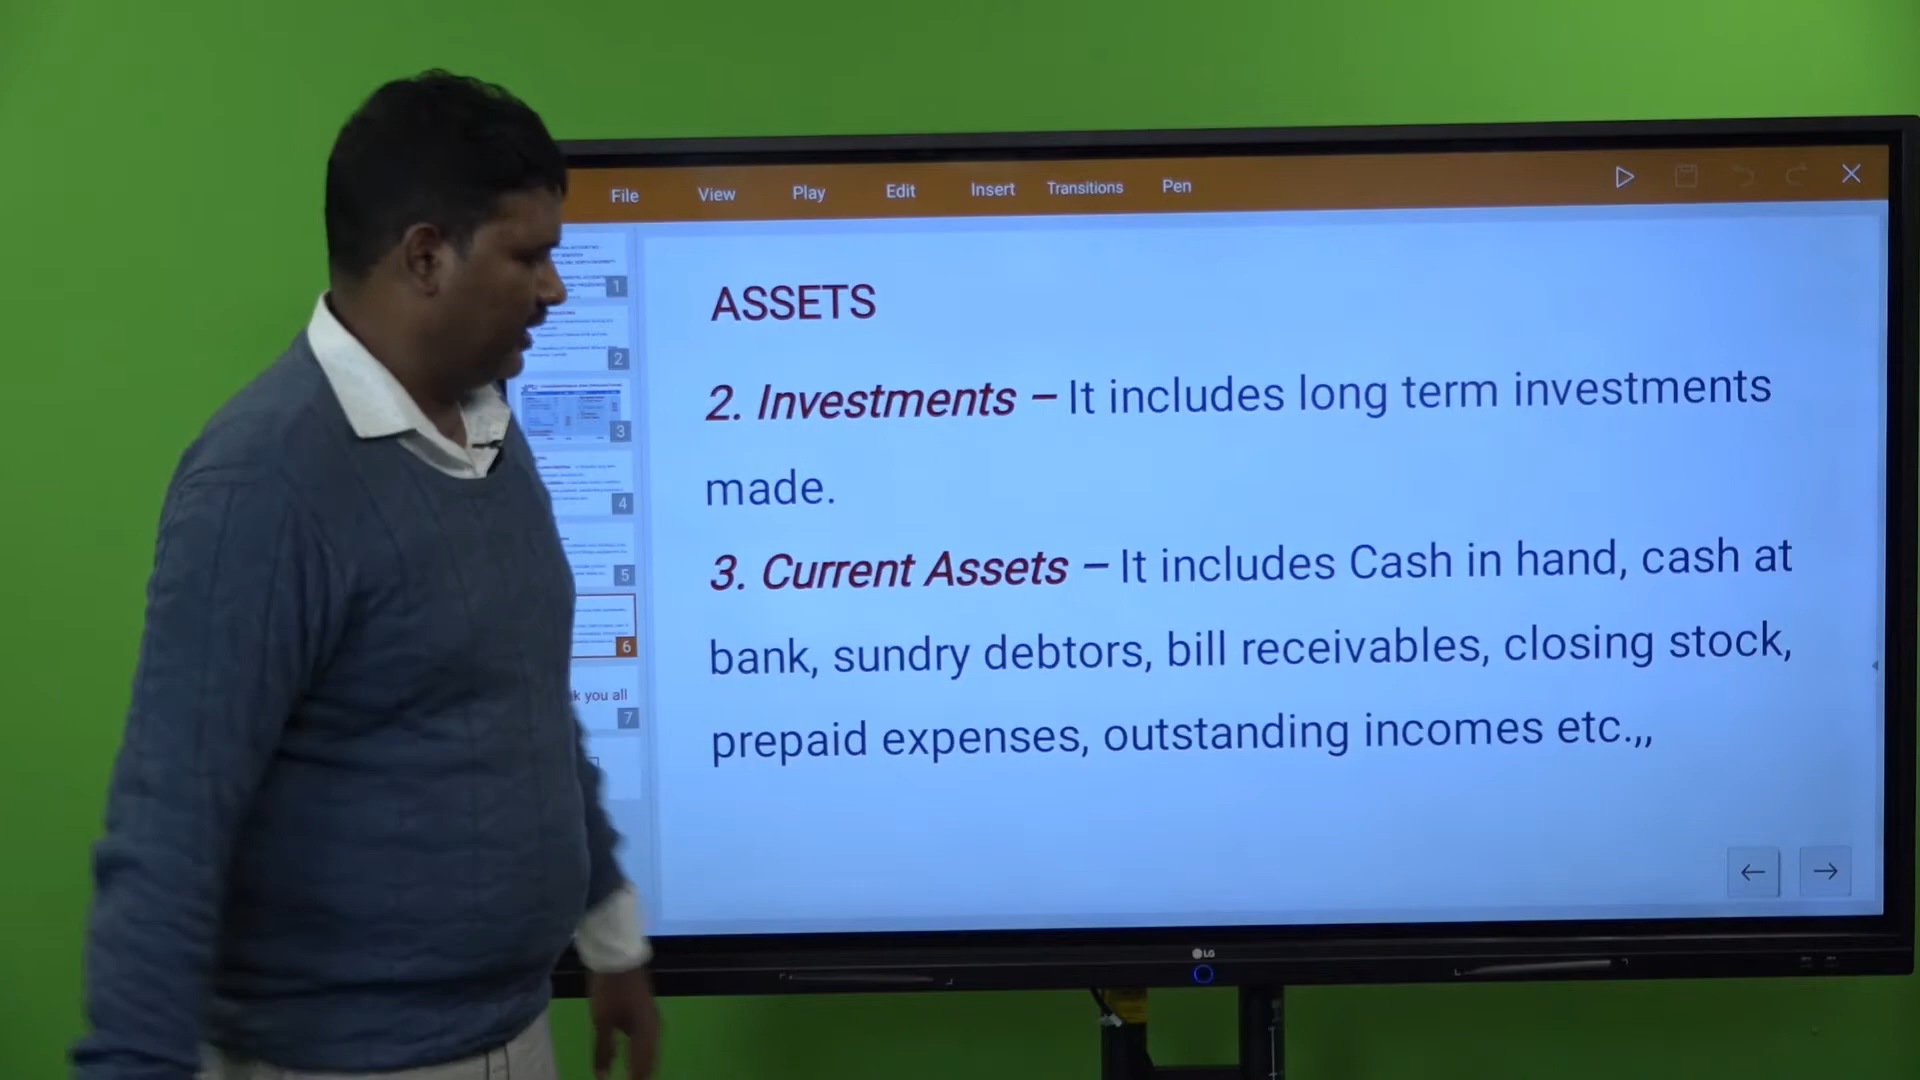 File View Play Edit Insert Transitions Pen
ASSETS
2. Investments – It includes long term investments
made.
3. Current Assets – It includes Cash in hand, cash at
bank, sundry debtors, bill receivables, closing stock,
prepaid expenses, outstanding incomes etc.,,
1
2
3
4
5
6
k you all
7
LG